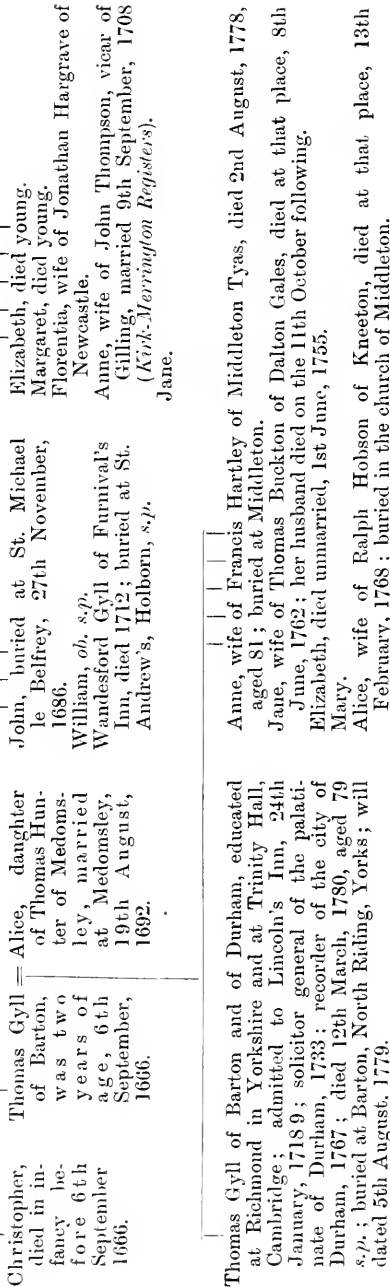 Christopher,
died in in-
fancy be-
fore 6th
September
1666.
Thomas Gyll = Alice, daughter
of Barton,
was two
years of
age, 6th
September,
1666.
of Thomas Hun-
ter of Medoms-
ley, married
at Medomsley,
19th August,
1692.
John, buried at St. Michael
le Belfrey, 27th November,
1686.
William, ob. s.p.
Wandesford Gyll of Furnival's
Inn, died 1712; buried at St.
Andrew's, Holborn, s.p.
Elizabeth, died young.
Margaret, died young.
Florentia, wife of Jonathan Hargrave of
Newcastle.
Anne, wife of John Thompson, vicar of
Gilling, married 9th September, 1708
(Kirk-Merrington Registers).
Jane.
Thomas Gyll of Barton and of Durham, educated
at Richmond in Yorkshire and at Trinity Hall,
Cambridge; admitted to Lincoln's Inn, 24th
January, 1718 9; solicitor general of the palati-
nate of Durham, 1733; recorder of the city of
Durham, 1767; died 12th March, 1780, aged 79
s.p.; buried at Barton, North Riding, Yorks; will
dated 5th August, 1779.
Anne, wife of Francis Hartley of Middleton Tyas, died 2nd August, 1778,
aged 81; buried at Middleton.
Jane, wife of Thomas Buckton of Dalton Gales, died at that place, 8th
June, 1762; her husband died on the 11th October following.
Elizabeth, died unmarried, 1st June, 1755.
Mary.
Alice, wife of Ralph Hobson of Kneeton, died at that place, 13th
February, 1768; buried in the church of Middleton.